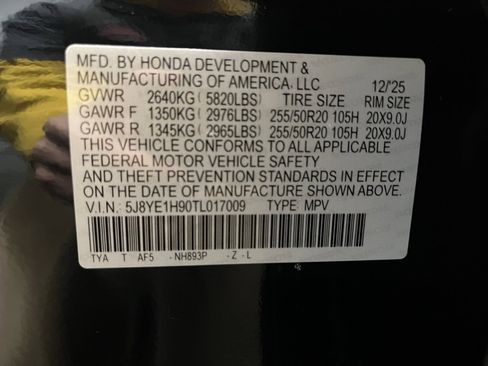 MFD. BY HONDA DEVELOPMENT &
MANUFACTURING OF AMERICA, LLC 12/'25
GVWR 2640KG( 5820LBS) TIRE SIZE RIM SIZE
GAWR F 1350KG( 2976LBS) 255/50R20 105H 20X9.0J
GAWR R 1345KG( 2965LBS) 255/50R20 105H 20X9.0J
THIS VEHICLE CONFORMS TO ALL APPLICABLE
FEDERAL MOTOR VEHICLE SAFETY
AND THEFT PREVENTION STANDARDS IN EFFECT
ON THE DATE OF MANUFACTURE SHOWN ABOVE.
V.I.N.: 5J8YE1H90TL017009 TYPE: MPV
TYA T AF5 -NH893P -Z-L